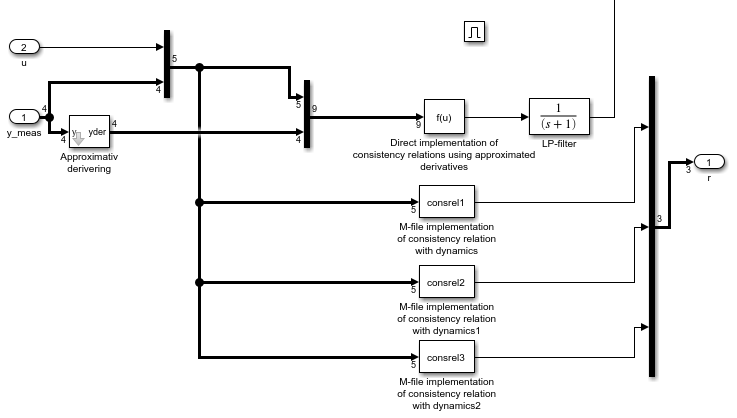 2
u
5
4
4
1
y_meas
4
y
yder
4
Approximativ
derivering
5
4
9
9
f(u)
Direct implementation of
consistency relations using approximated
derivatives
1
(s + 1)
LP-filter
5
consrel1
M-file implementation
of consistency relation
with dynamics
5
consrel2
M-file implementation
of consistency relation
with dynamics1
5
consrel3
M-file implementation
of consistency relation
with dynamics2
3
3
1
r